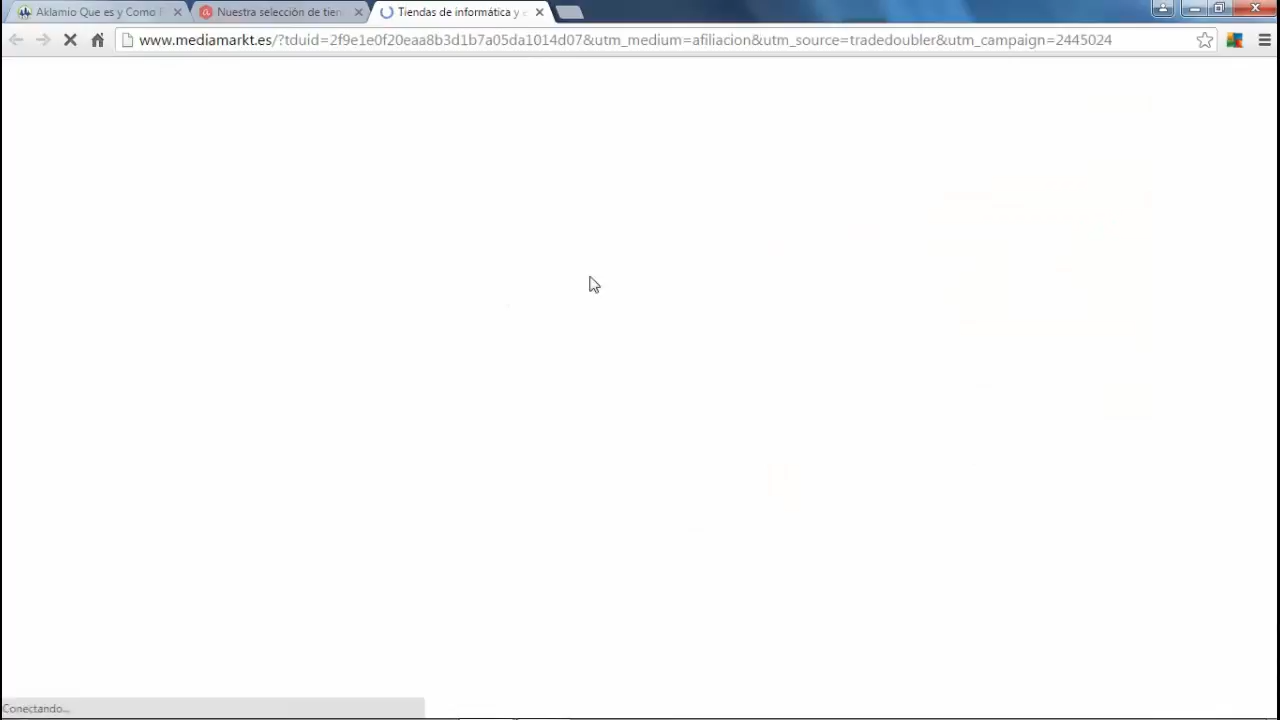 Aklamio Que es y Como
Nuestra selección de tien
Tiendas de informática y
www.mediamarkt.es/?tduid=2f9e1e0f20eaa8b3d1b7a05da1014d07&utm_medium=afiliacion&utm_source=tradedoubler&utm_campaign=2445024
Conectando...